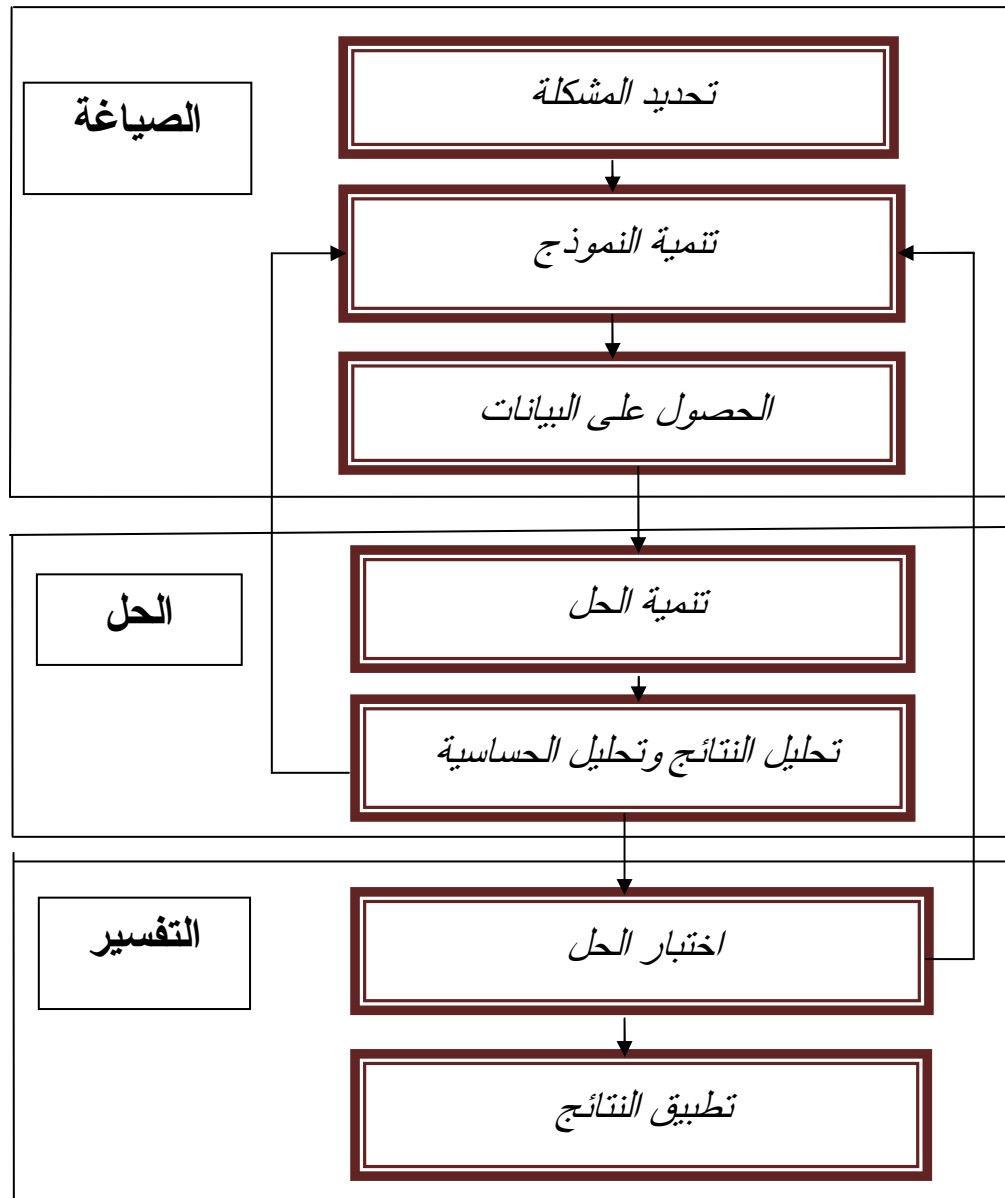 الصياغة
تحديد المشكلة
تنمية النموذج
الحصول على البيانات
الحل
تنمية الحل
تحليل النتائج وتحليل الحساسية
التفسير
اختبار الحل
تطبيق النتائج